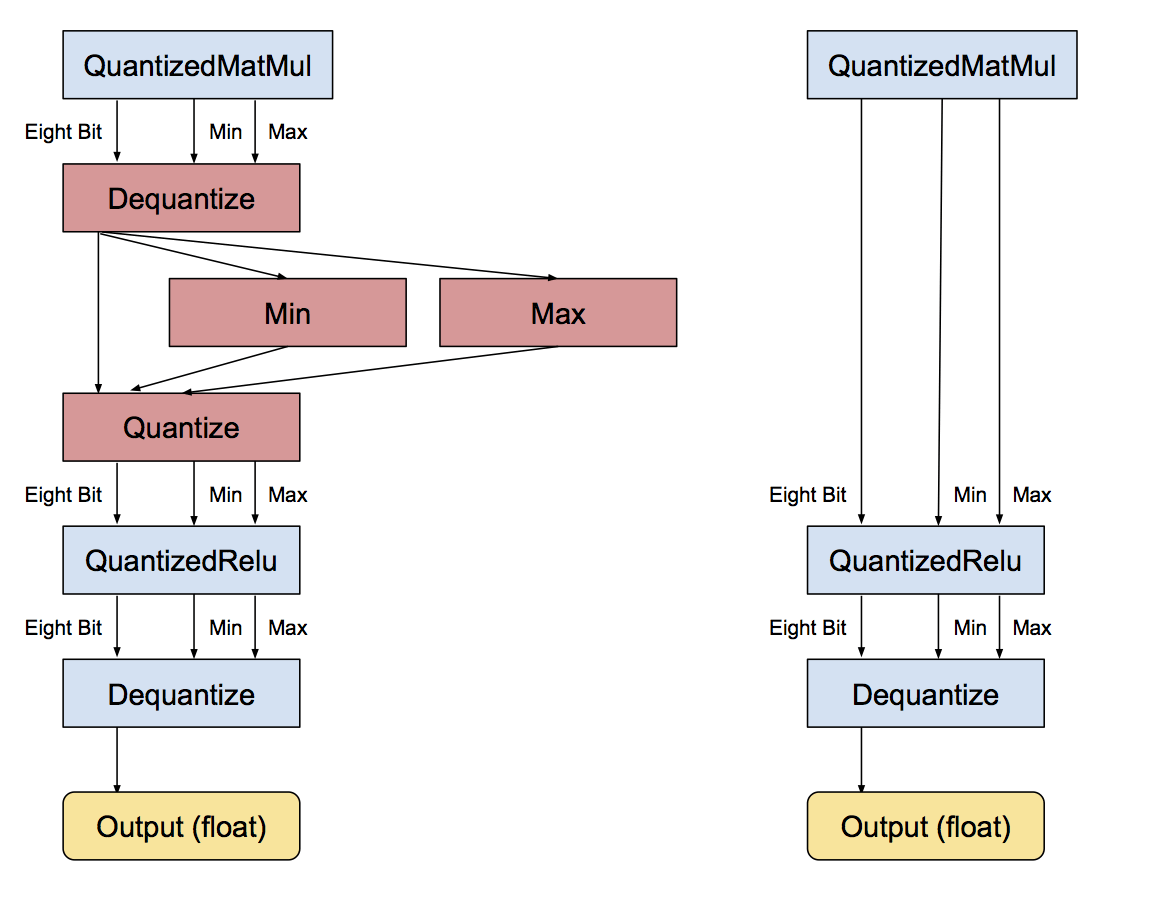 QuantizedMatMul
Eight Bit Min Max
Dequantize
Min
Max
Quantize
Eight Bit Min Max
QuantizedRelu
Eight Bit Min Max
Dequantize
Output (float)
QuantizedMatMul
Eight Bit Min Max
QuantizedRelu
Eight Bit Min Max
Dequantize
Output (float)